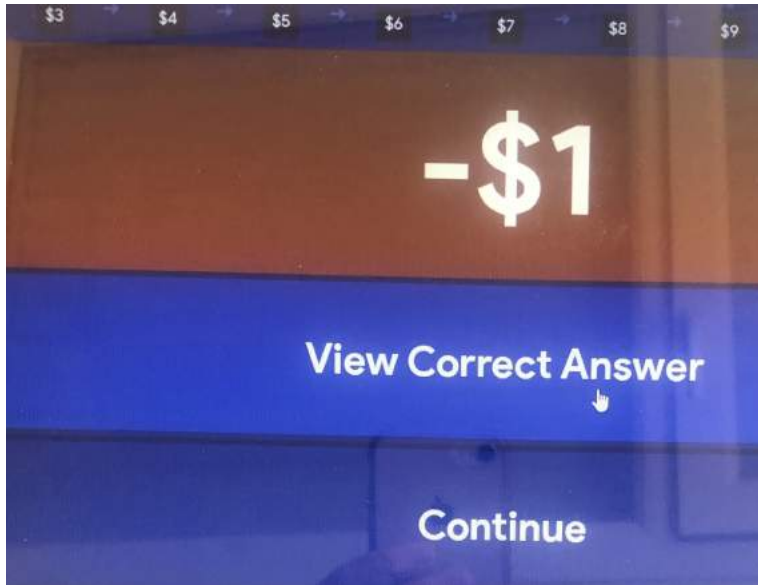 $3 → $4 → $5 → $6 → $7 → $8 → $9
-$1
View Correct Answer
Continue